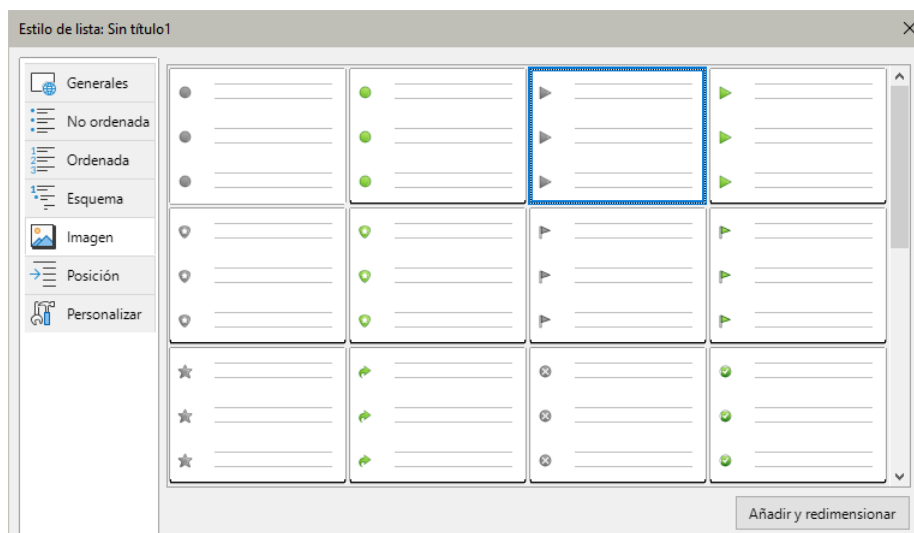 Estilo de lista: Sin título1
Generales
No ordenada
Ordenada
Esquema
Imagen
Posición
Personalizar
Añadir y redimensionar